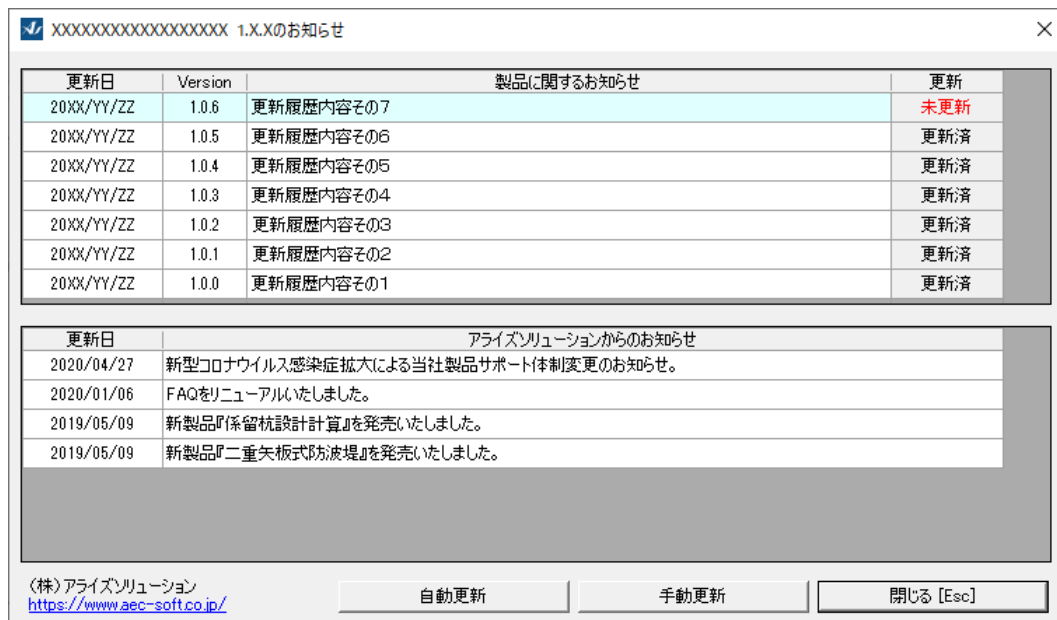 XXXXXXXXXXXXXXXXXX 1.X.Xのお知らせ
更新日 Version 製品に関するお知らせ 更新
20XX/YY/ZZ 1.0.6 更新履歴内容その7 未更新
20XX/YY/ZZ 1.0.5 更新履歴内容その6 更新済
20XX/YY/ZZ 1.0.4 更新履歴内容その5 更新済
20XX/YY/ZZ 1.0.3 更新履歴内容その4 更新済
20XX/YY/ZZ 1.0.2 更新履歴内容その3 更新済
20XX/YY/ZZ 1.0.1 更新履歴内容その2 更新済
20XX/YY/ZZ 1.0.0 更新履歴内容その1 更新済
更新日 アライズソリューションからのお知らせ
2020/04/27 新型コロナウイルス感染症拡大による当社製品サポート体制変更のお知らせ。
2020/01/06 FAQをリニューアルいたしました。
2019/05/09 新製品『係留杭設計計算』を発売いたしました。
2019/05/09 新製品『二重矢板式防波堤』を発売いたしました。
(株)アライズソリューション
https://www.aec-soft.co.jp/
自動更新 手動更新 閉じる [Esc]